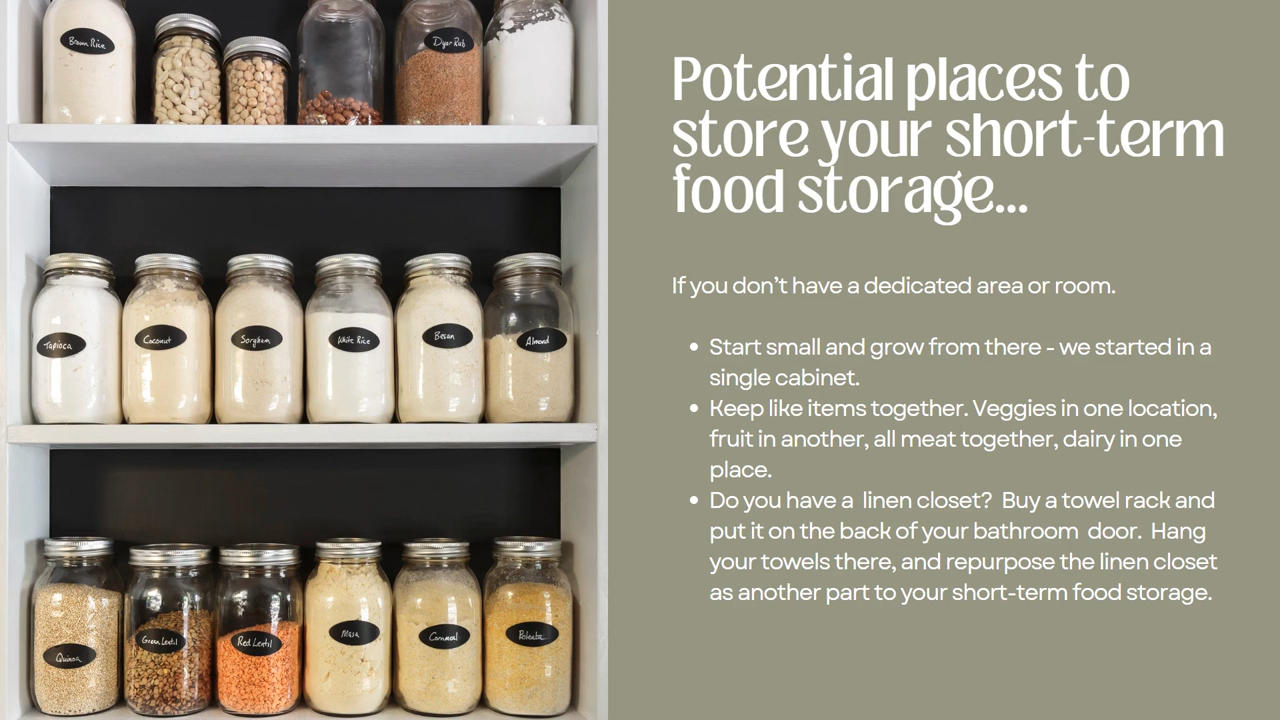 Brown Rice
Dyer Rub
Tapioca
Coconut
Sorghum
White Rice
Besan
Almond
Quinoa
Green Lentil
Red Lentil
Masa
Cornmeal
Polenta
Potential places to
store your short-term
food storage...
If you don't have a dedicated area or room.
• Start small and grow from there - we started in a
single cabinet.
• Keep like items together. Veggies in one location,
fruit in another, all meat together, dairy in one
place.
• Do you have a  linen closet?  Buy a towel rack and
put it on the back of your bathroom  door.  Hang
your towels there, and repurpose the linen closet
as another part to your short-term food storage.